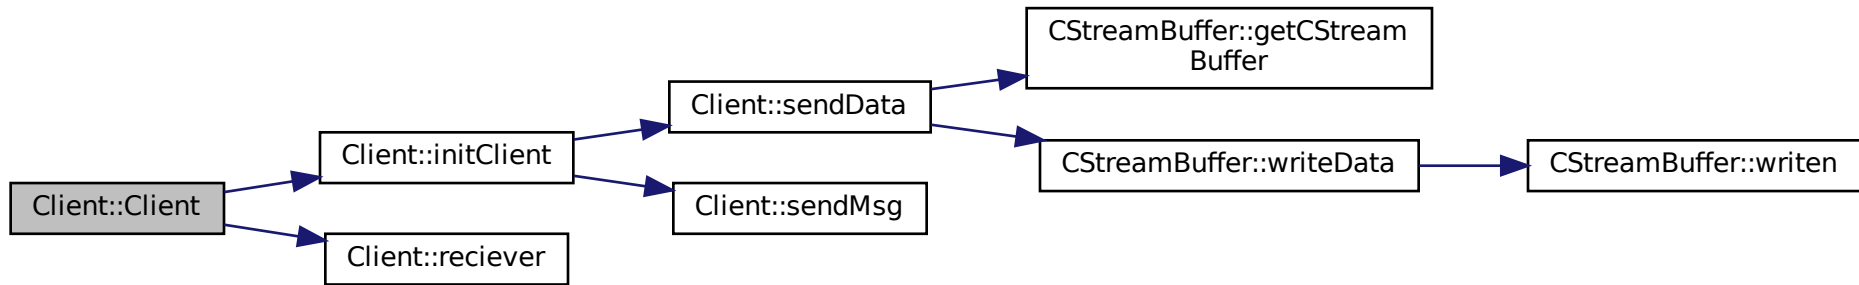 Client::Client
Client::initClient
Client::reciever
Client::sendData
Client::sendMsg
CStreamBuffer::getCStream
Buffer
CStreamBuffer::writeData
CStreamBuffer::writen